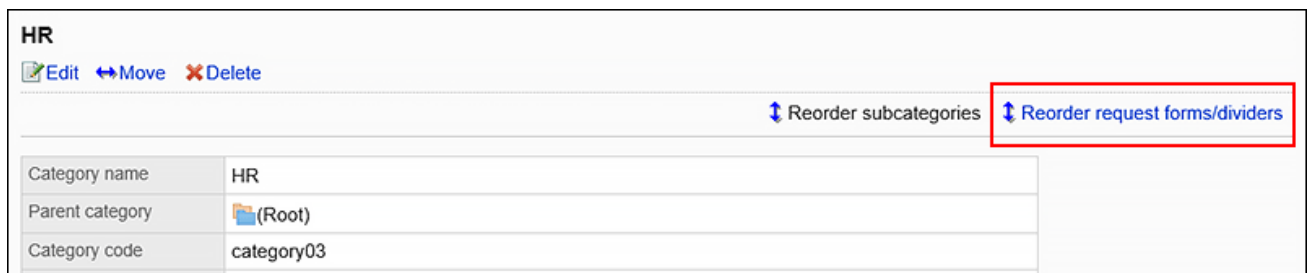 HR
Edit Move Delete
Reorder subcategories Reorder request forms/dividers
Category name HR
Parent category (Root)
Category code category03